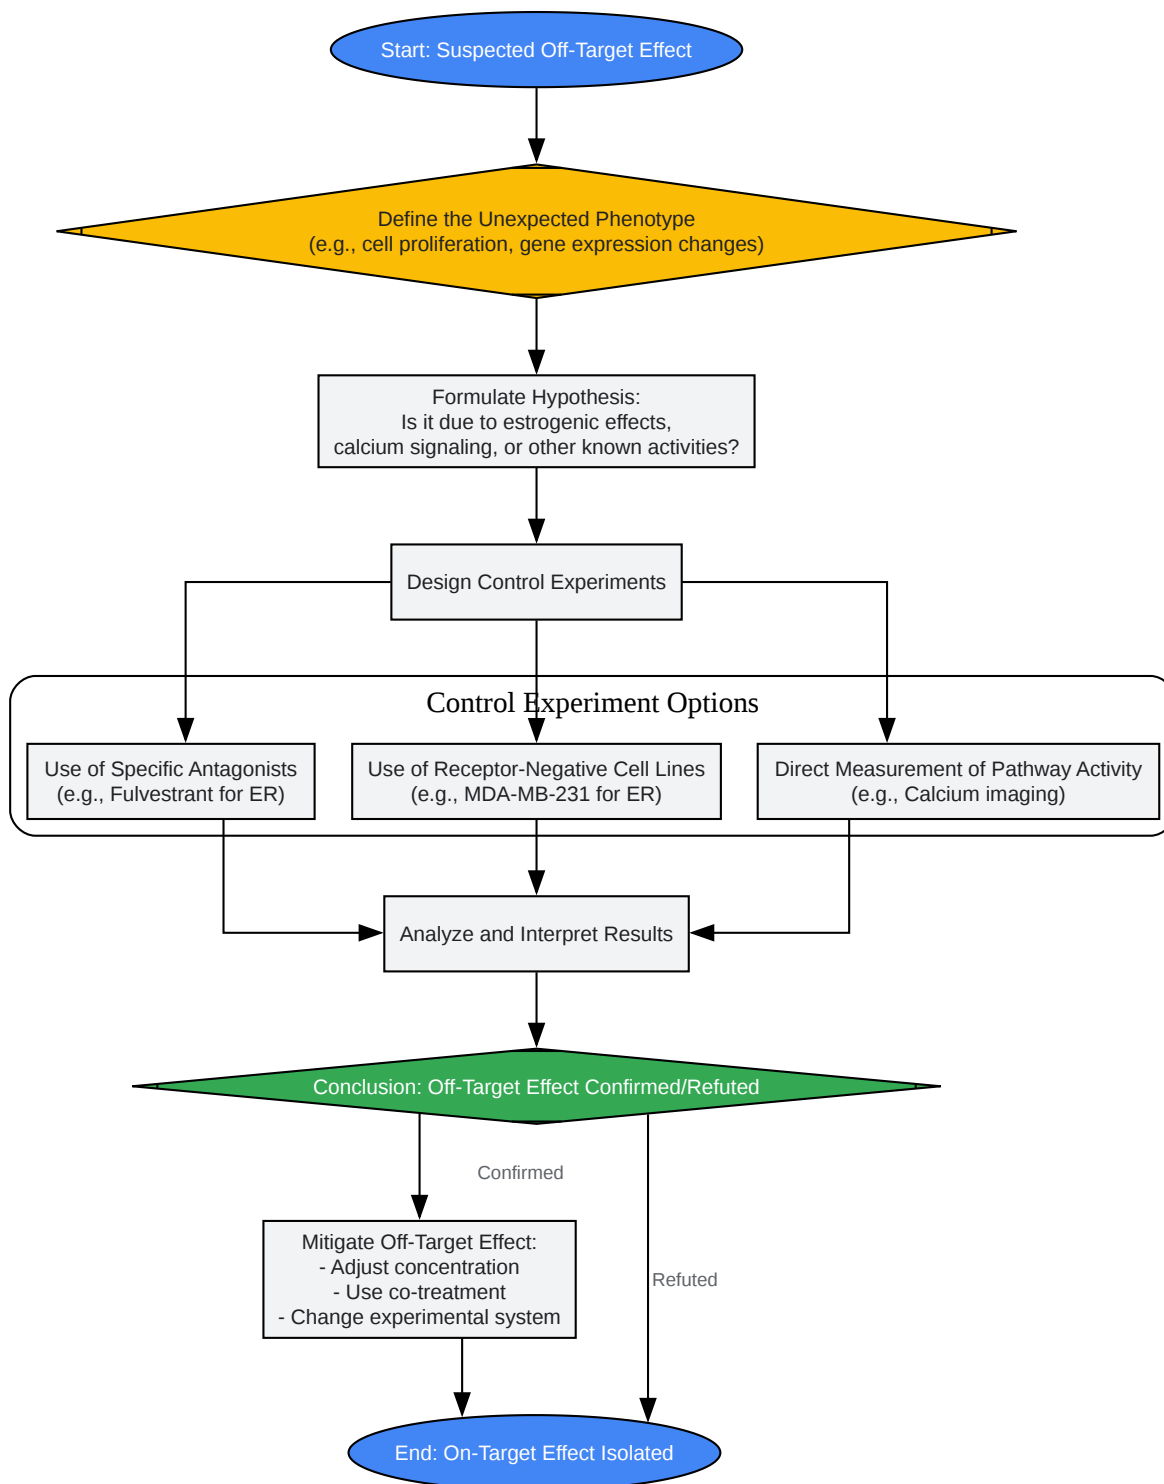 Start: Suspected Off-Target Effect
Define the Unexpected Phenotype
(e.g., cell proliferation, gene expression changes)
Formulate Hypothesis:
Is it due to estrogenic effects,
calcium signaling, or other known activities?
Design Control Experiments
Control Experiment Options
Use of Specific Antagonists
(e.g., Fulvestrant for ER)
Use of Receptor-Negative Cell Lines
(e.g., MDA-MB-231 for ER)
Direct Measurement of Pathway Activity
(e.g., Calcium imaging)
Analyze and Interpret Results
Conclusion: Off-Target Effect Confirmed/Refuted
Confirmed
Mitigate Off-Target Effect:
- Adjust concentration
- Use co-treatment
- Change experimental system
Refuted
End: On-Target Effect Isolated